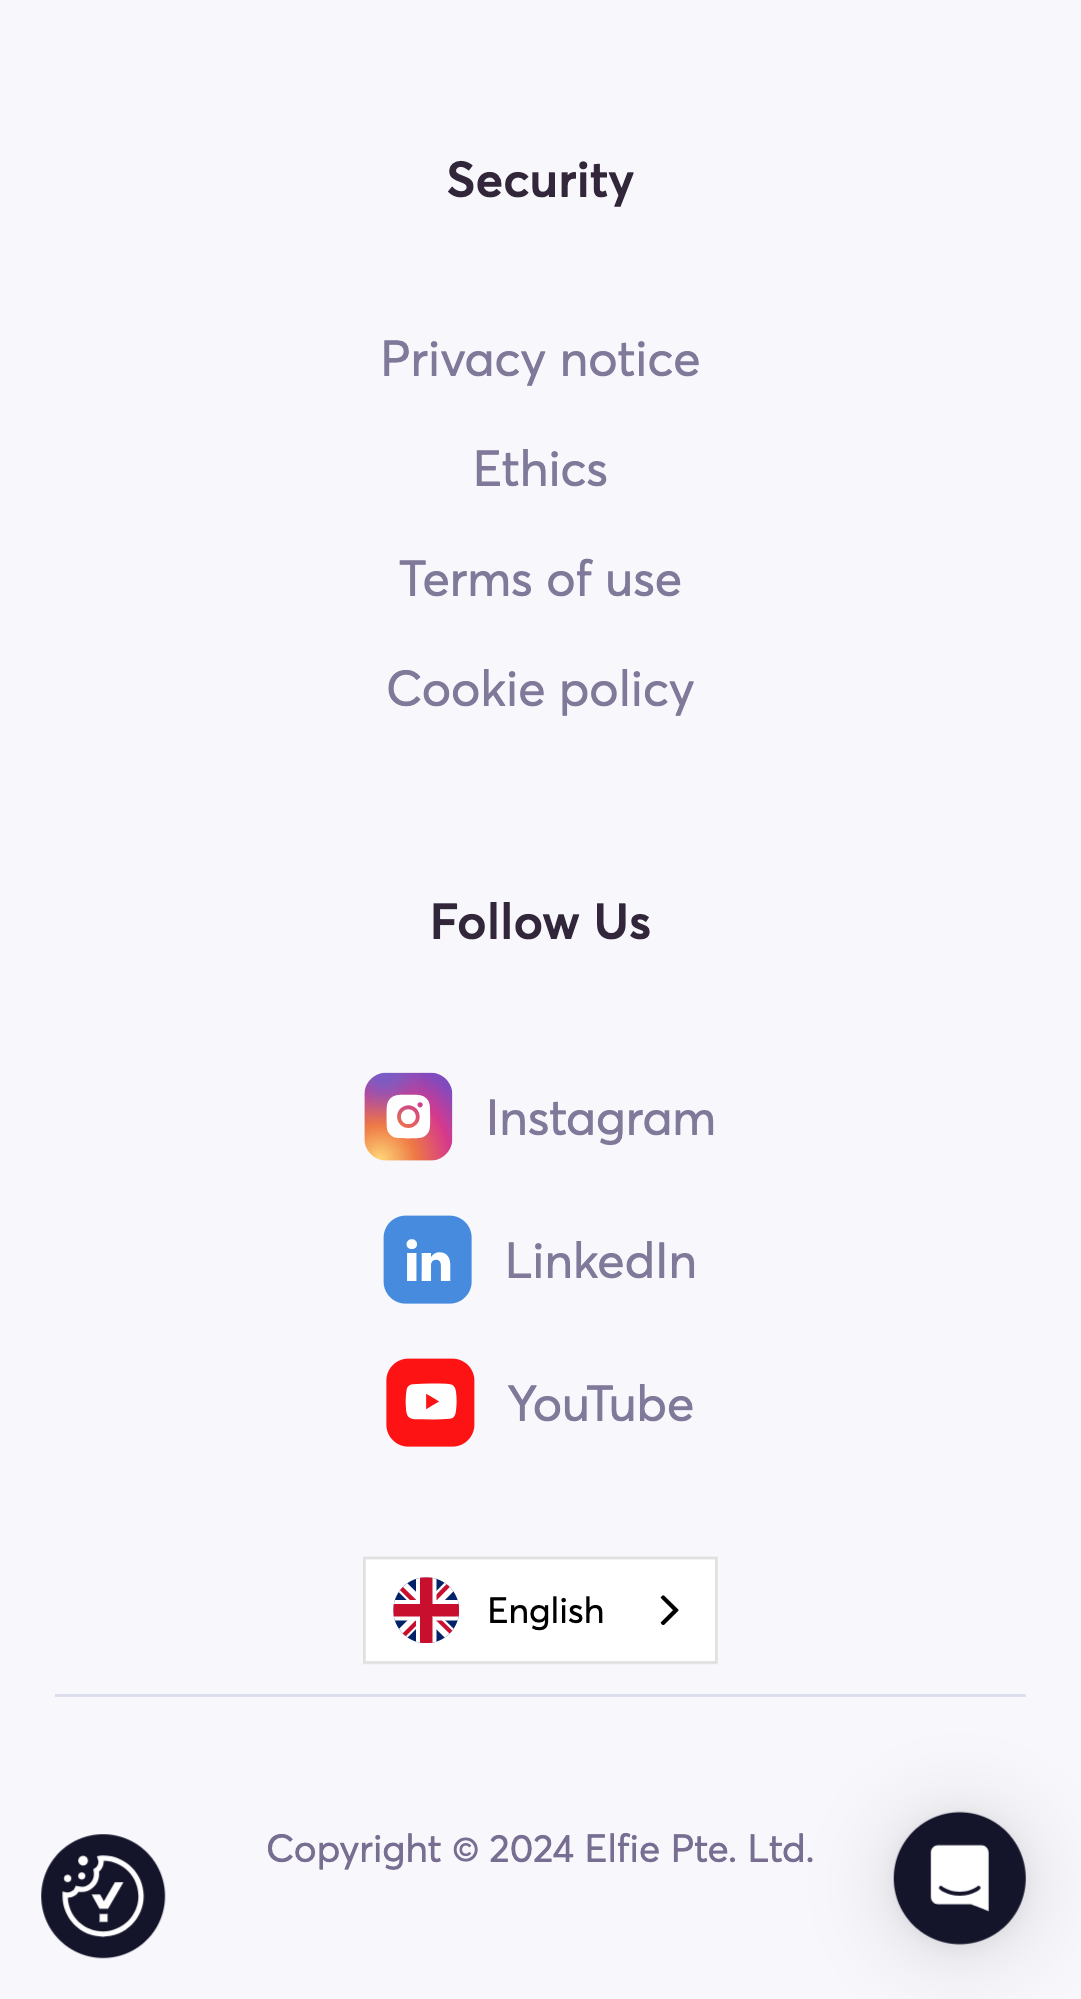 Security
Privacy notice
Ethics
Terms of use
Cookie policy
Follow Us
Instagram
in LinkedIn
YouTube
English
Copyright © 2024 Elfie Pte. Ltd.